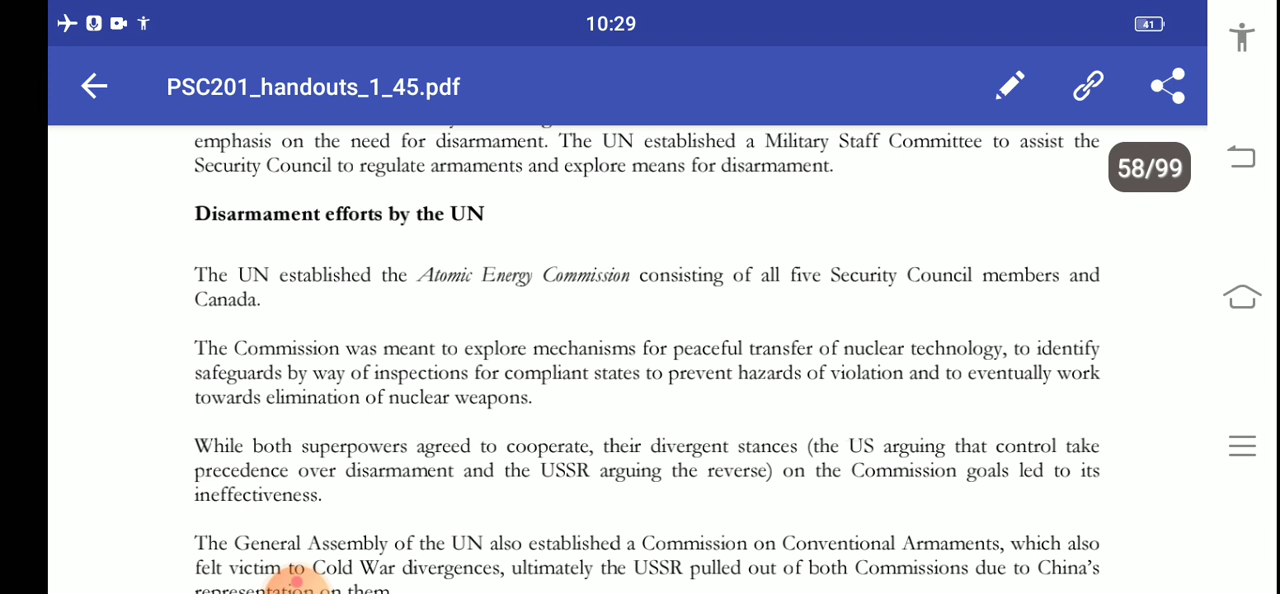 10:29
41
PSC201_handouts_1_45.pdf
58/99
emphasis on the need for disarmament. The UN established a Military Staff Committee to assist the
Security Council to regulate armaments and explore means for disarmament.
Disarmament efforts by the UN
The UN established the Atomic Energy Commission consisting of all five Security Council members and
Canada.
The Commission was meant to explore mechanisms for peaceful transfer of nuclear technology, to identify
safeguards by way of inspections for compliant states to prevent hazards of violation and to eventually work
towards elimination of nuclear weapons.
While both superpowers agreed to cooperate, their divergent stances (the US arguing that control take
precedence over disarmament and the USSR arguing the reverse) on the Commission goals led to its
ineffectiveness.
The General Assembly of the UN also established a Commission on Conventional Armaments, which also
felt victim to Cold War divergences, ultimately the USSR pulled out of both Commissions due to China's
representation on them